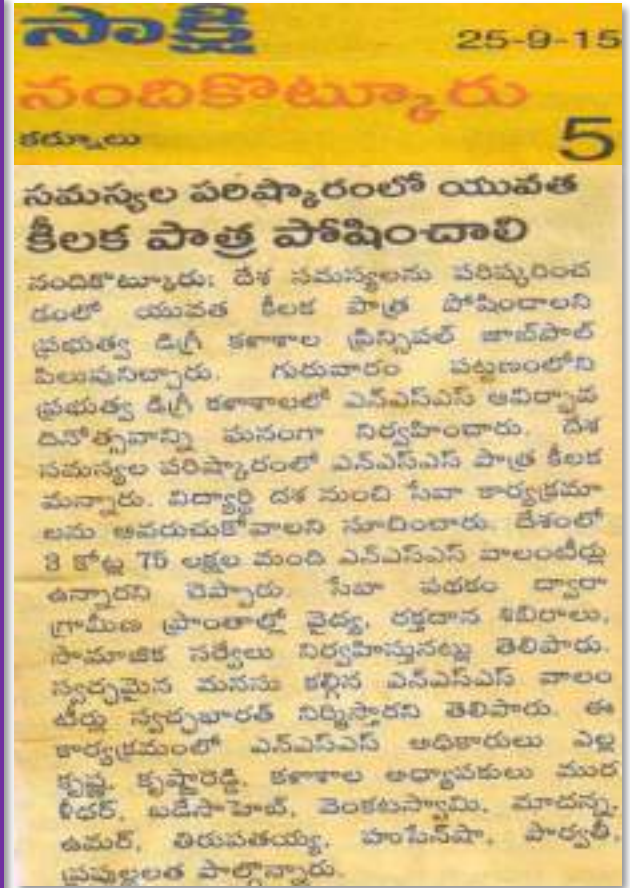 సాక్షి
25-9-15
నందికొట్కూరు
కర్నూలు
5
సమస్యల పరిష్కారంలో యువత
కీలక పాత్ర పోషించాలి
నందికొట్కూరు: దేశ సమస్యలను పరిష్కరించ
డంలో యువత కీలక పాత్ర పోషించాలని
ప్రభుత్వ డిగ్రీ కళాశాల ప్రిన్సిపల్ జాన్‌పాల్
పిలుపునిచ్చారు. గురువారం పట్టణంలోని
ప్రభుత్వ డిగ్రీ కళాశాలలో ఎన్ఎస్ఎస్ ఆవిర్భావ
దినోత్సవాన్ని ఘనంగా నిర్వహించారు. దేశ
సమస్యల పరిష్కారంలో ఎన్ఎస్ఎస్ పాత్ర కీలక
మన్నారు. విద్యార్థి దశ నుంచి సేవా కార్యక్రమా
లను అలవరుచుకోవాలని సూచించారు. దేశంలో
3 కోట్ల 75 లక్షల మంది ఎన్ఎస్ఎస్ వాలంటీర్లు
ఉన్నారని చెప్పారు. సేవా పథకం ద్వారా
గ్రామీణ ప్రాంతాల్లో వైద్య, రక్తదాన శిబిరాలు,
సామాజిక సర్వేలు నిర్వహిస్తునట్లు తెలిపారు.
స్వచ్ఛమైన మనసు కల్గిన ఎన్ఎస్ఎస్ వాలం
టీర్లు స్వచ్ఛభారత్ నిర్మిస్తారని తెలిపారు. ఈ
కార్యక్రమంలో ఎన్ఎస్ఎస్ అధికారులు ఎల్ల
కృష్ణ, కృష్ణారెడ్డి, కళాశాల అధ్యాపకులు ముర
ళీధర్, బడేసాహెబ్, వెంకటస్వామి, మాదన్న,
ఉమర్, తిరుపతయ్య, హుసేన్‌షా, పార్వతి,
ప్రపుల్లలత పాల్గొన్నారు.